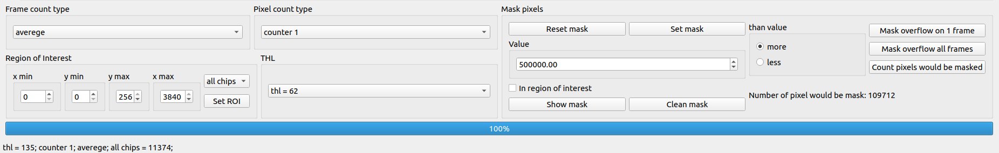 Frame count type
averege
Pixel count type
counter 1
Region of Interest
x min
y min
y max
x max
0
0
256
3840
all chips
Set ROI
THL
thl = 62
Mask pixels
Reset mask
Set mask
Value
500000.00
In region of interest
Show mask
Clean mask
than value
more
less
Mask overflow on 1 frame
Mask overflow all frames
Count pixels would be masked
Number of pixel would be mask: 109712
100%
thl = 135; counter 1; averege; all chips = 11374;